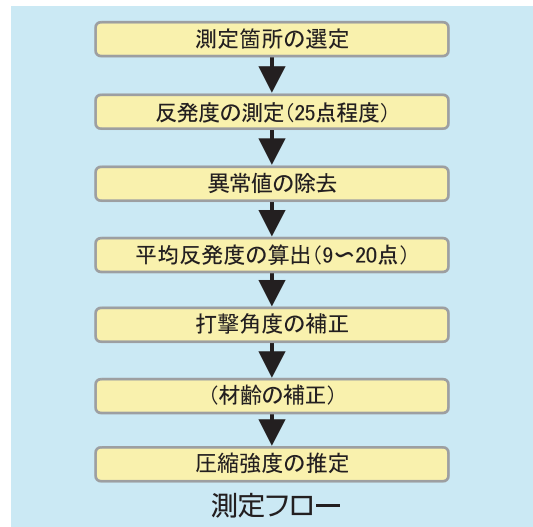 測定箇所の選定
反発度の測定(25点程度)
異常値の除去
平均反発度の算出(9〜20点)
打撃角度の補正
(材齢の補正)
圧縮強度の推定
測定フロー